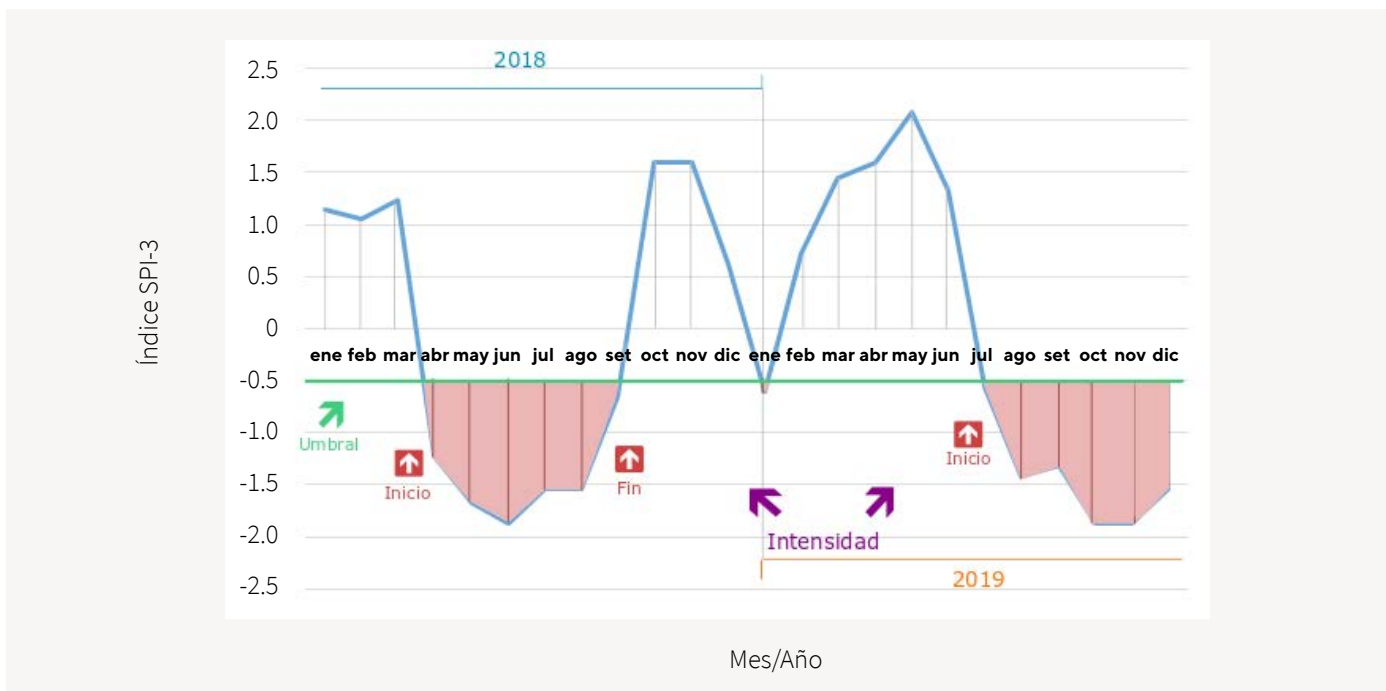 2018
2.5
2.0
1.5
1.0
0.5
0
-0.5
-1.0
-1.5
-2.0
-2.5
Índice SPI-3
ene feb mar abr may jun jul ago set oct nov dic ene feb mar abr may jun jul ago set oct nov dic
Umbral
Inicio
Fin
Inicio
Intensidad
2019
Mes/Año